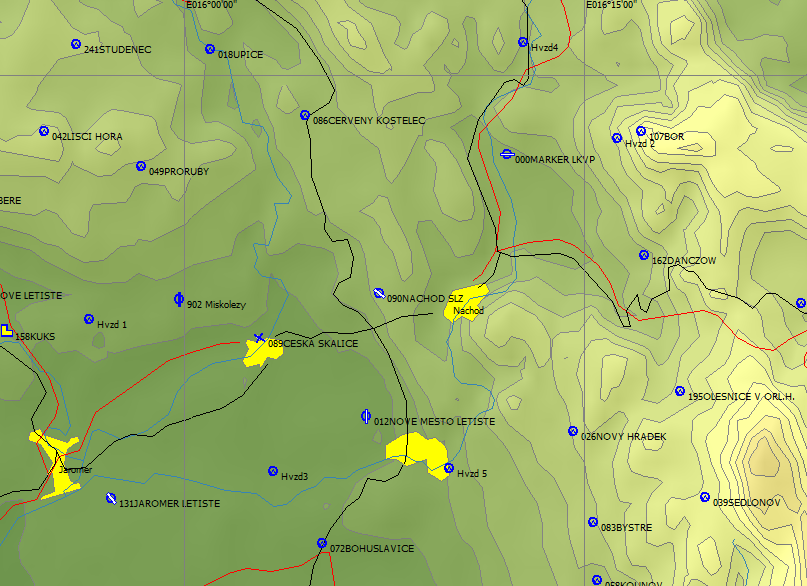 E016°00'00"
E016°15'00"
241STUDENEC
018UPICE
Hvzd4
086CERVENY KOSTELEC
042LISCI HORA
107BOR
Hvzd 2
000MARKER LKVP
049PRORUBY
BERE
162DANCZOW
OVE LETISTE
902 Miskolezy
090NACHOD SLZ
Nachod
Hvzd 1
158KUKS
089CESKA SKALICE
195OLESNICE V ORL.H.
012NOVE MESTO LETISTE
026NOVY HRADEK
Jaromer
Hvzd3
Hvzd 5
131JAROMER LETISTE
039SEDLONOV
083BYSTRE
072BOHUSLAVICE